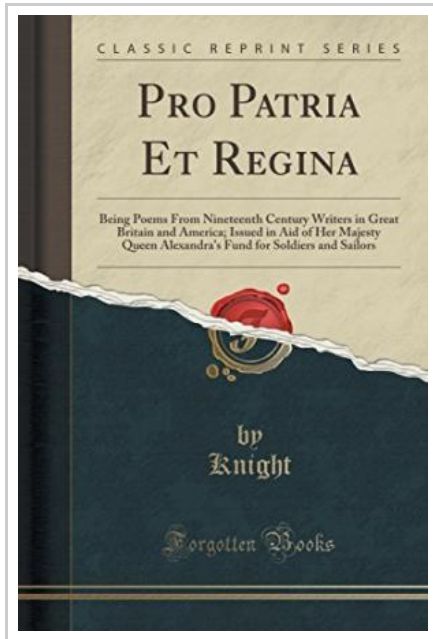 CLASSIC REPRINT SERIES
PRO PATRIA
ET REGINA
Being Poems From Nineteenth Century Writers in Great
Britain and America; Issued in Aid of Her Majesty
Queen Alexandra's Fund for Soldiers and Sailors
by
Knight
Forgotten Books